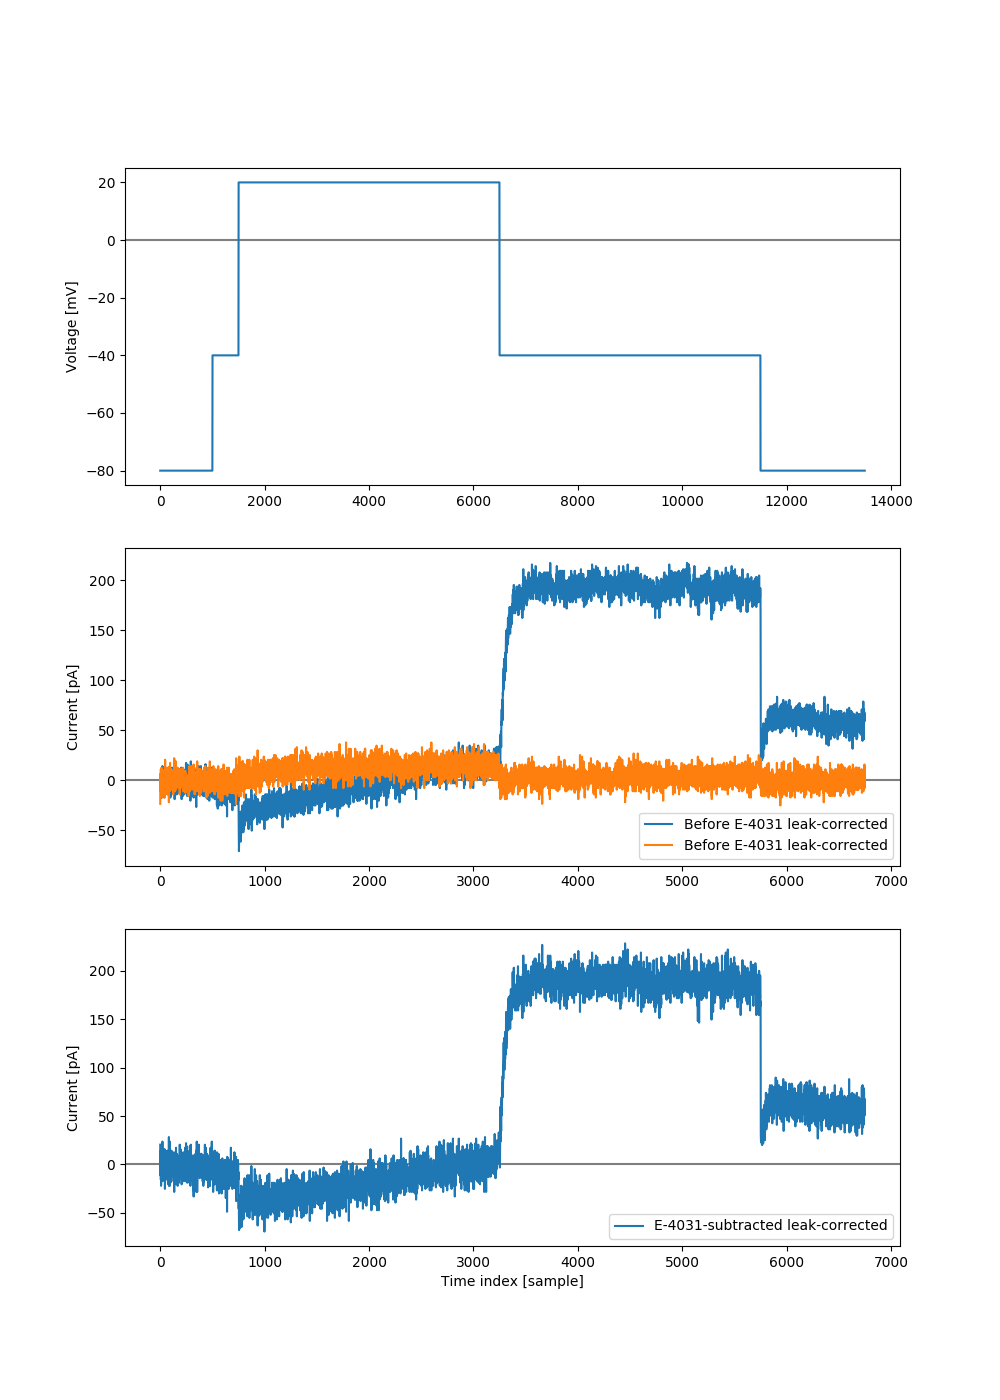 20
0
−20
−40
−60
−80
Voltage [mV]
0 2000 4000 6000 8000 10000 12000 14000
200
150
100
50
0
−50
Current [pA]
Before E-4031 leak-corrected
Before E-4031 leak-corrected
0 1000 2000 3000 4000 5000 6000 7000
200
150
100
50
0
−50
Current [pA]
E-4031-subtracted leak-corrected
0 1000 2000 3000 4000 5000 6000 7000
Time index [sample]